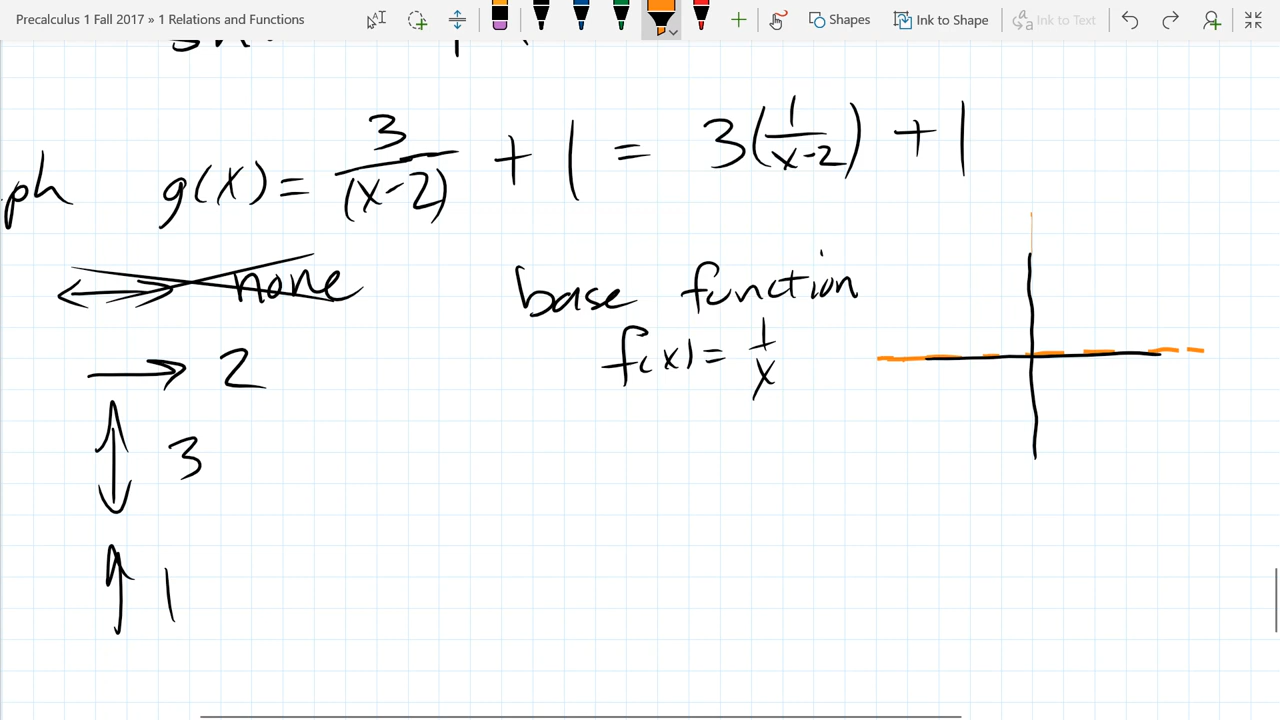 Precalculus 1 Fall 2017 » 1 Relations and Functions
Shapes
Ink to Shape
Ink to Text
ph g(x) = 3/(x-2) + 1 = 3(1/x-2) + 1
none
base function
f(x) = 1/x
2
3
1